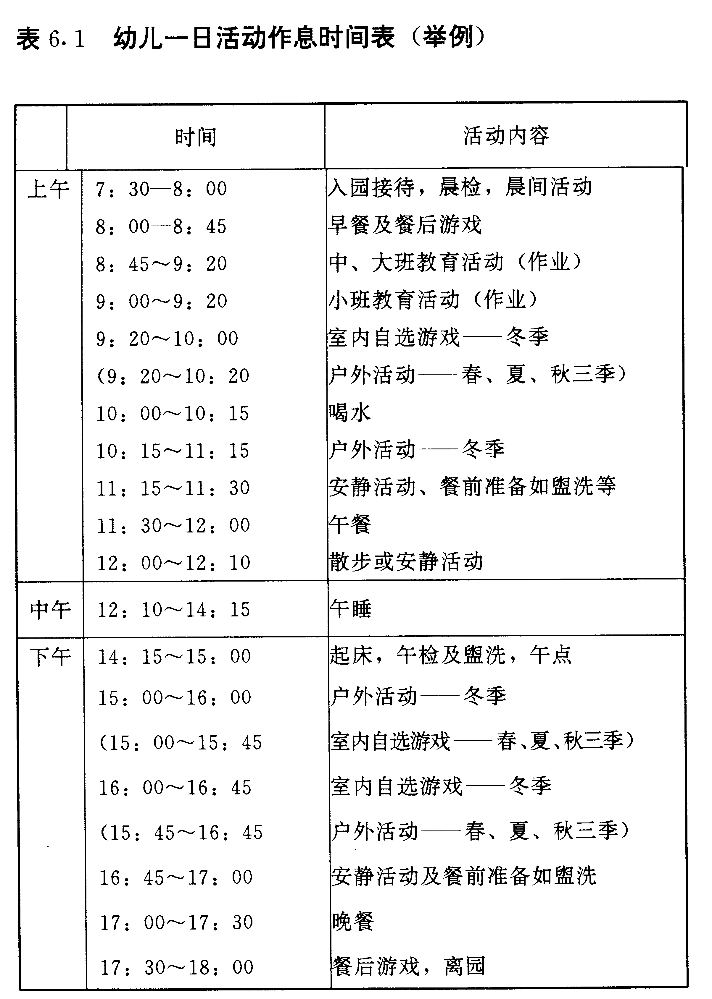 表 6.1 幼儿一日活动作息时间表（举例）
时间 活动内容
上午 7：30—8：00 入园接待，晨检，晨间活动
8：00—8：45 早餐及餐后游戏
8：45～9：20 中、大班教育活动（作业）
9：00～9：20 小班教育活动（作业）
9：20～10：00 室内自选游戏——冬季
（9：20～10：20 户外活动——春、夏、秋三季）
10：00～10：15 喝水
10：15～11：15 户外活动——冬季
11：15～11：30 安静活动、餐前准备如盥洗等
11：30～12：00 午餐
12：00～12：10 散步或安静活动
中午 12：10～14：15 午睡
下午 14：15～15：00 起床，午检及盥洗，午点
15：00～16：00 户外活动——冬季
（15：00～15：45 室内自选游戏——春、夏、秋三季）
16：00～16：45 室内自选游戏——冬季
（15：45～16：45 户外活动——春、夏、秋三季）
16：45～17：00 安静活动及餐前准备如盥洗
17：00～17：30 晚餐
17：30～18：00 餐后游戏，离园